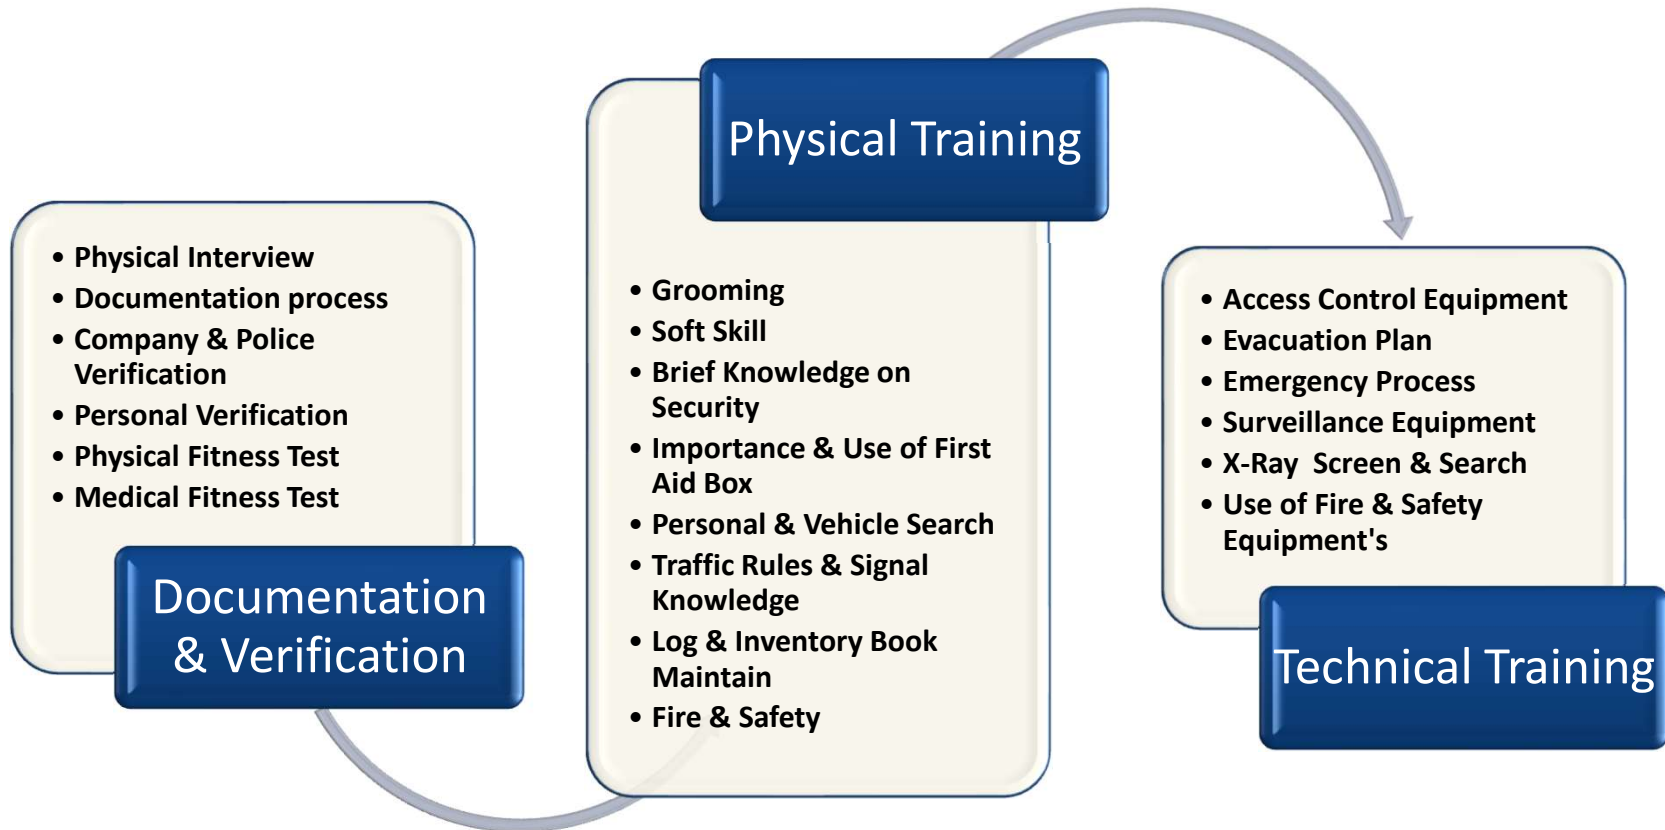 • Physical Interview
• Documentation process
• Company & Police
Verification
• Personal Verification
• Physical Fitness Test
• Medical Fitness Test
Documentation
& Verification
Physical Training
• Grooming
• Soft Skill
• Brief Knowledge on
Security
• Importance & Use of First
Aid Box
• Personal & Vehicle Search
• Traffic Rules & Signal
Knowledge
• Log & Inventory Book
Maintain
• Fire & Safety
• Access Control Equipment
• Evacuation Plan
• Emergency Process
• Surveillance Equipment
• X-Ray  Screen & Search
• Use of Fire & Safety
Equipment's
Technical Training